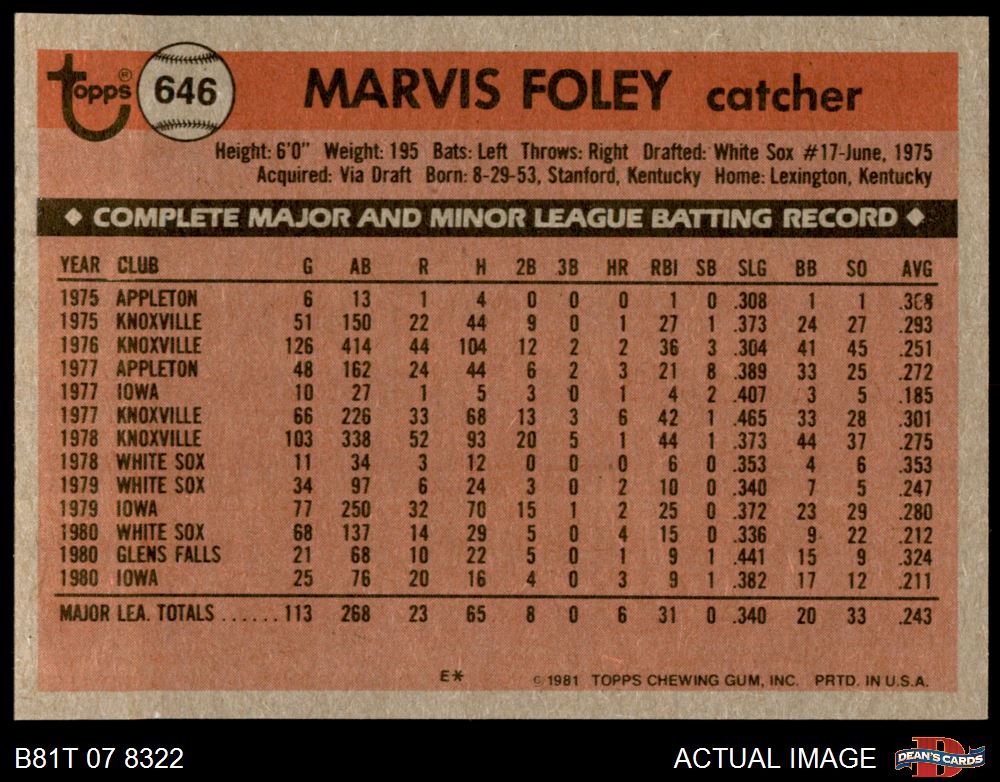 topps® 646 MARVIS FOLEY catcher
Height: 6'0" Weight: 195 Bats: Left Throws: Right Drafted: White Sox #17-June, 1975
Acquired: Via Draft Born: 8-29-53, Stanford, Kentucky Home: Lexington, Kentucky
◆ COMPLETE MAJOR AND MINOR LEAGUE BATTING RECORD ◆
YEAR CLUB G AB R H 2B 3B HR RBI SB SLG BB SO AVG
1975 APPLETON 6 13 1 4 0 0 0 1 0 .308 1 1 .308
1975 KNOXVILLE 51 150 22 44 9 0 1 27 1 .373 24 27 .293
1976 KNOXVILLE 126 414 44 104 12 2 2 36 3 .304 41 45 .251
1977 APPLETON 48 162 24 44 6 2 3 21 8 .389 33 25 .272
1977 IOWA 10 27 1 5 3 0 1 4 2 .407 3 5 .185
1977 KNOXVILLE 66 226 33 68 13 3 6 42 1 .465 33 28 .301
1978 KNOXVILLE 103 338 52 93 20 5 1 44 1 .373 44 37 .275
1978 WHITE SOX 11 34 3 12 0 0 0 6 0 .353 4 6 .353
1979 WHITE SOX 34 97 6 24 3 0 2 10 0 .340 7 5 .247
1979 IOWA 77 250 32 70 15 1 2 25 0 .372 23 29 .280
1980 WHITE SOX 68 137 14 29 5 0 4 15 0 .336 9 22 .212
1980 GLENS FALLS 21 68 10 22 5 0 1 9 1 .441 15 9 .324
1980 IOWA 25 76 20 16 4 0 3 9 1 .382 17 12 .211
MAJOR LEA. TOTALS ......113 268 23 65 8 0 6 31 0 .340 20 33 .243
E* © 1981 TOPPS CHEWING GUM, INC. PRTD. IN U.S.A.
B81T 07 8322 ACTUAL IMAGE DEAN'S CARDS